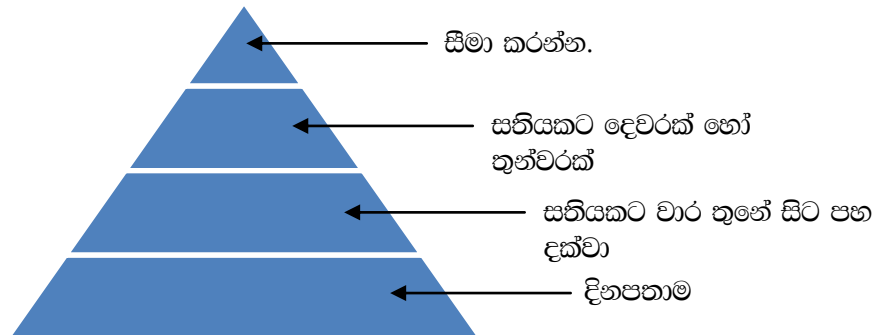 සීමා කරන්න.
සතියකට දෙවරක් හෝ
තුන්වරක්
සතියකට වාර තුනේ සිට පහ
දක්වා
දිනපතාම